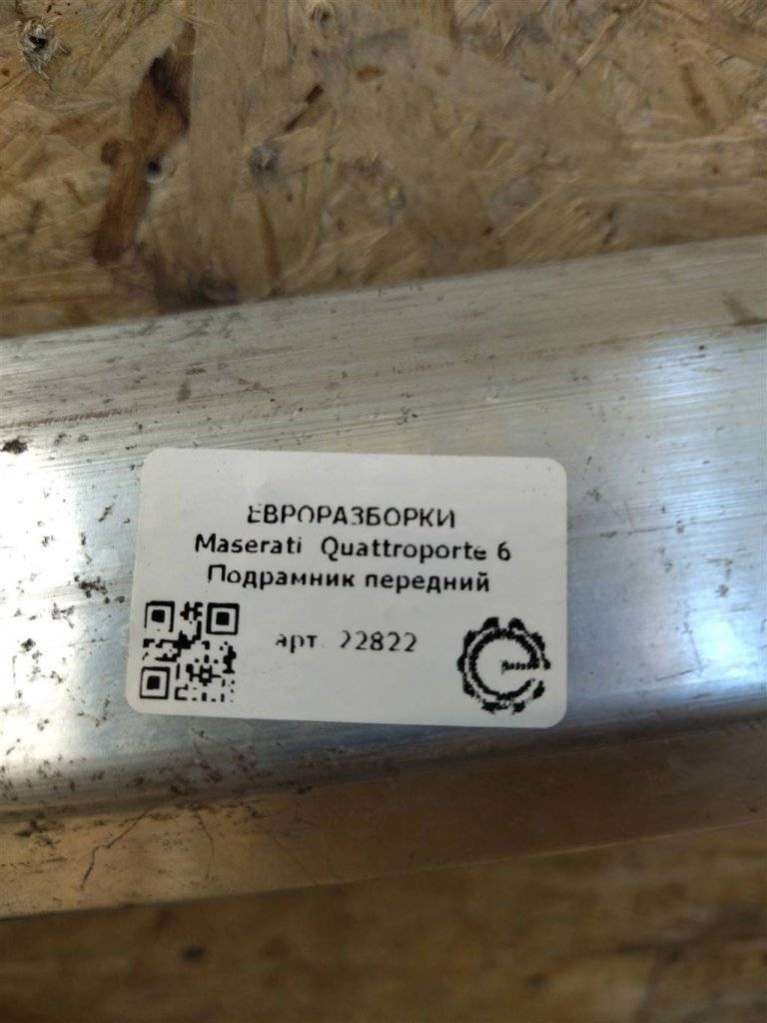 ЕВРОРАЗБОРКИ
Maserati Quattroporte 6
Подрамник передний
арт. 22822